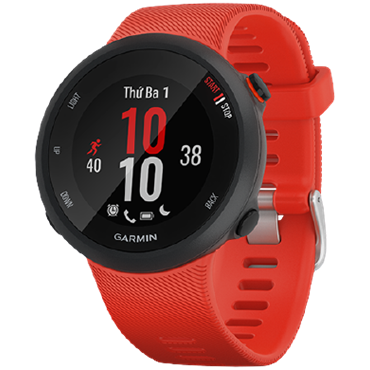 Thứ Ba 1
START
STOP
LIGHT
10
40
38
10
UP
DOWN
BACK
GARMIN